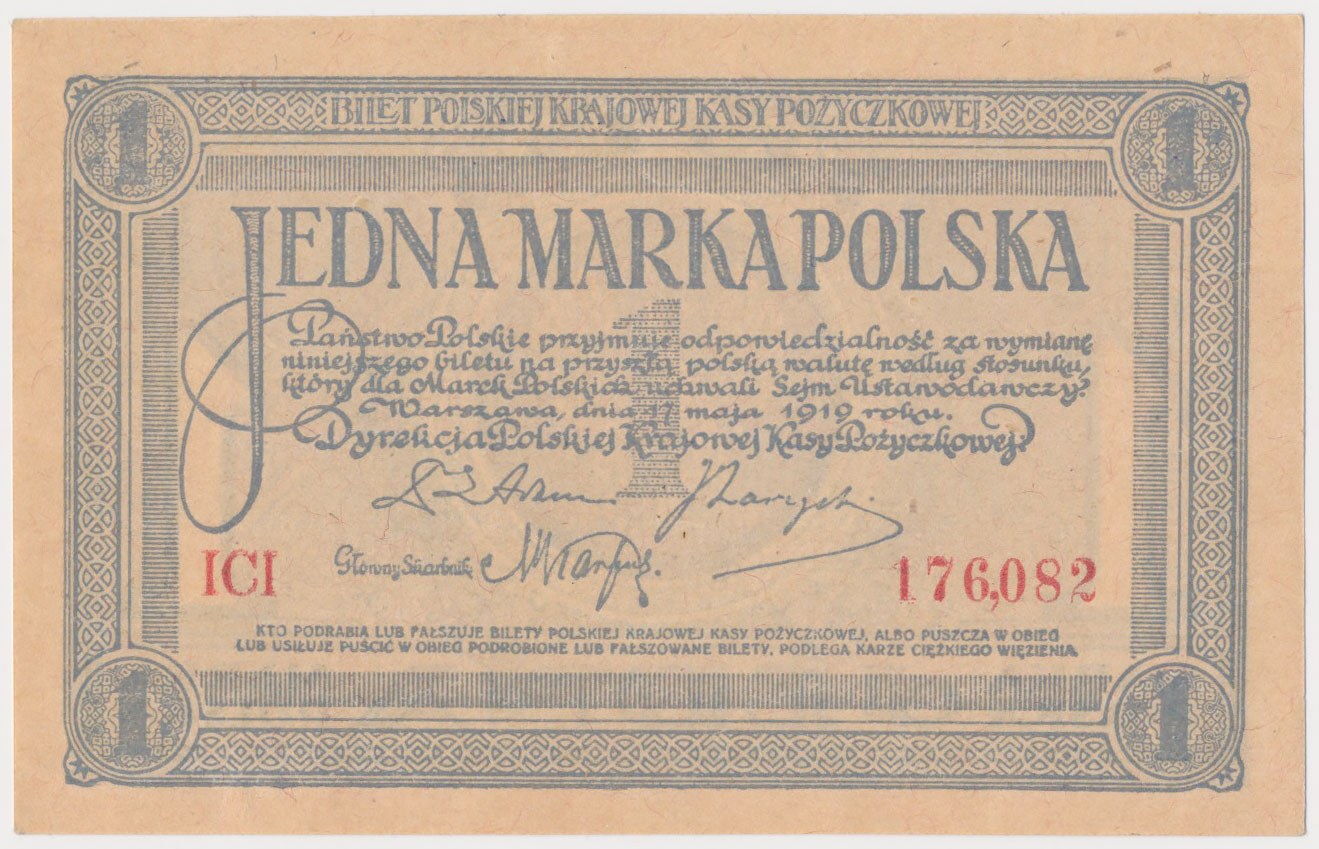 1 BILET POLSKIEJ KRAJOWEJ KASY POŻYCZKOWEJ 1
JEDNA MARKA POLSKA
1
Państwo Polskie przyjmuje odpowiedzialność za wymianę
niniejszego biletu na przyszłą polską walutę według stosunku,
który dla Marek Polskich uchwali Sejm Ustawodawczy.
Warszawa, dnia 17 maja 1919 roku.
Dyrekcja Polskiej Krajowej Kasy Pożyczkowej
ICI Główny Skarbnik 176,082
KTO PODRABIA LUB FAŁSZUJE BILETY POLSKIEJ KRAJOWEJ KASY POŻYCZKOWEJ, ALBO PUSZCZA W OBIEG
LUB USIŁUJE PUŚCIĆ W OBIEG PODROBIONE LUB FAŁSZOWANE BILETY, PODLEGA KARZE CIĘŻKIEGO WIĘZIENIA
1 1